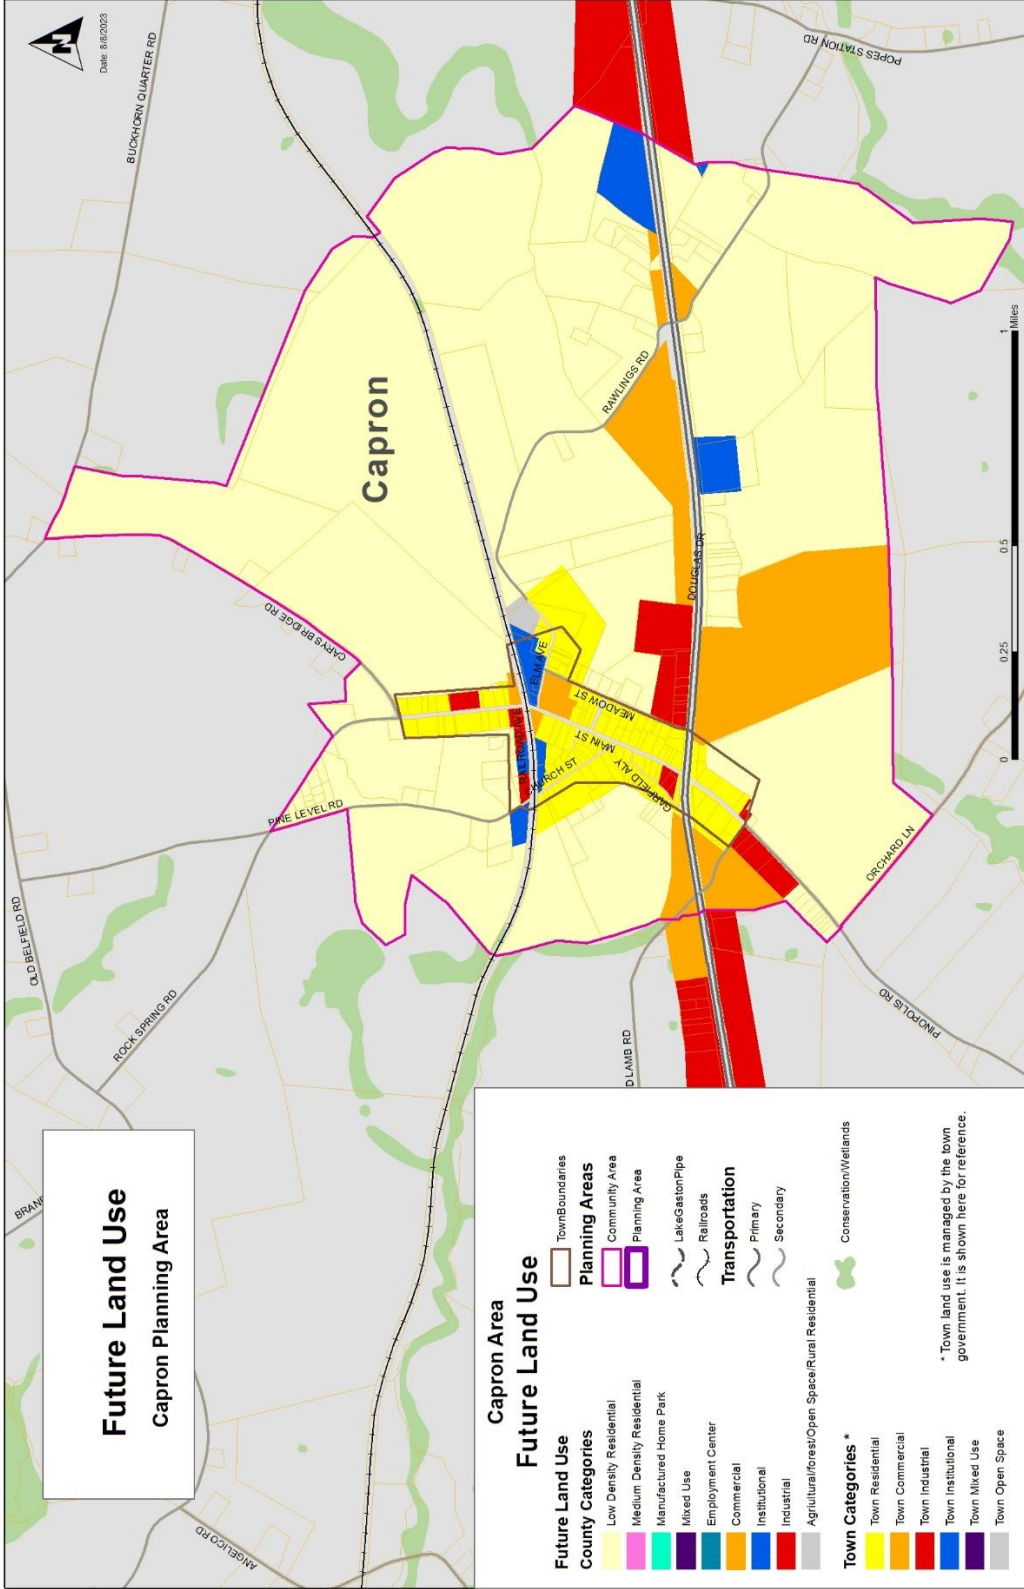 Future Land Use
Capron Planning Area
BRAN
ANGELICO RD
OLD BELFIELD RD
ROCK SPRING RD
PINE LEVEL RD
CARYS BRIDGE RD
BUCKHORN QUARTER RD
N
Date: 8/8/2023
Capron
RAILROAD AVE
ELM AVE
CHURCH ST
MAIN ST
MEADOW ST
GARFIELD ALY
RAWLINGS RD
DOUGLAS DR
POPES STATION RD
D LAMB RD
PINOPOLIS RD
ORCHARD LN
0 0.25 0.5 1
Miles
Capron Area
Future Land Use
Future Land Use
County Categories
Low Density Residential
Medium Density Residential
Manufactured Home Park
Mixed Use
Employment Center
Commercial
Institutional
Industrial
Agriultural/forest/Open Space/Rural Residential
Town Categories *
Town Residential
Town Commercial
Town Industrial
Town Institutional
Town Mixed Use
Town Open Space
TownBoundaries
Planning Areas
Community Area
Planning Area
LakeGastonPipe
Railroads
Transportation
Primary
Secondary
Conservation/Wetlands
* Town land use is managed by the town
government. It is shown here for reference.